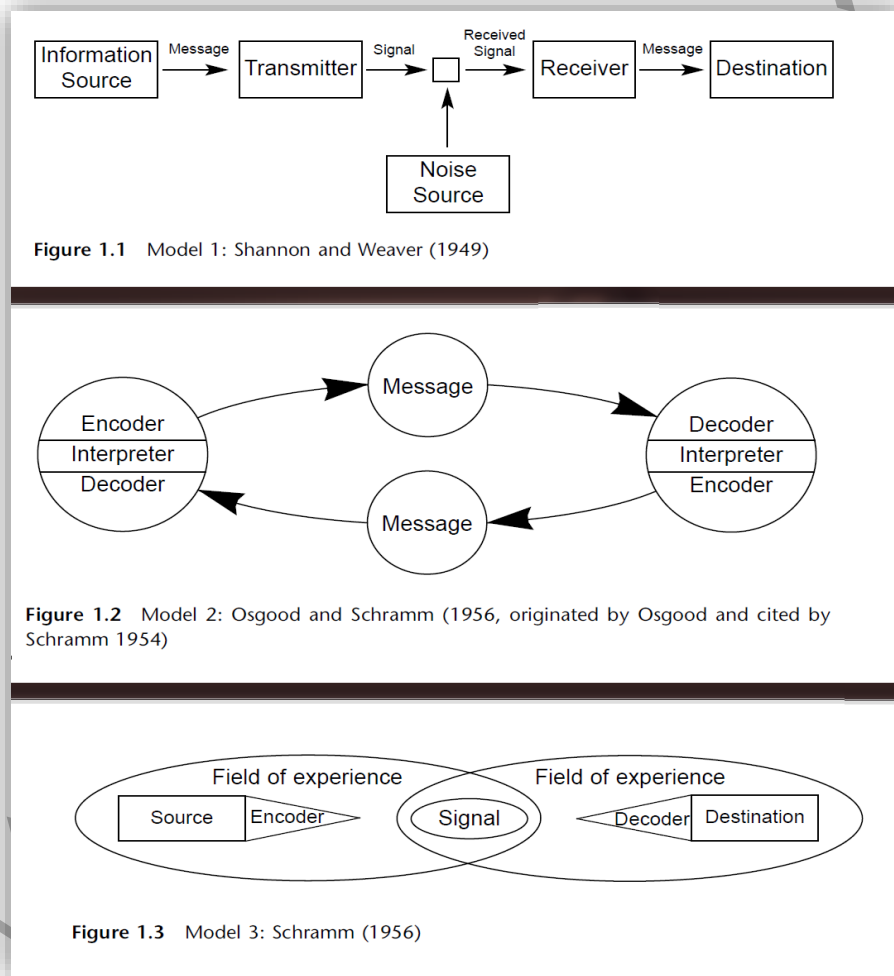 Information
Source
Message
Transmitter
Signal
Received
Signal
Receiver
Message
Destination
Noise
Source
Figure 1.1 Model 1: Shannon and Weaver (1949)
Message
Encoder
Interpreter
Decoder
Decoder
Interpreter
Encoder
Message
Figure 1.2 Model 2: Osgood and Schramm (1956, originated by Osgood and cited by
Schramm 1954)
Field of experience
Field of experience
Source
Encoder
Signal
Decoder
Destination
Figure 1.3 Model 3: Schramm (1956)